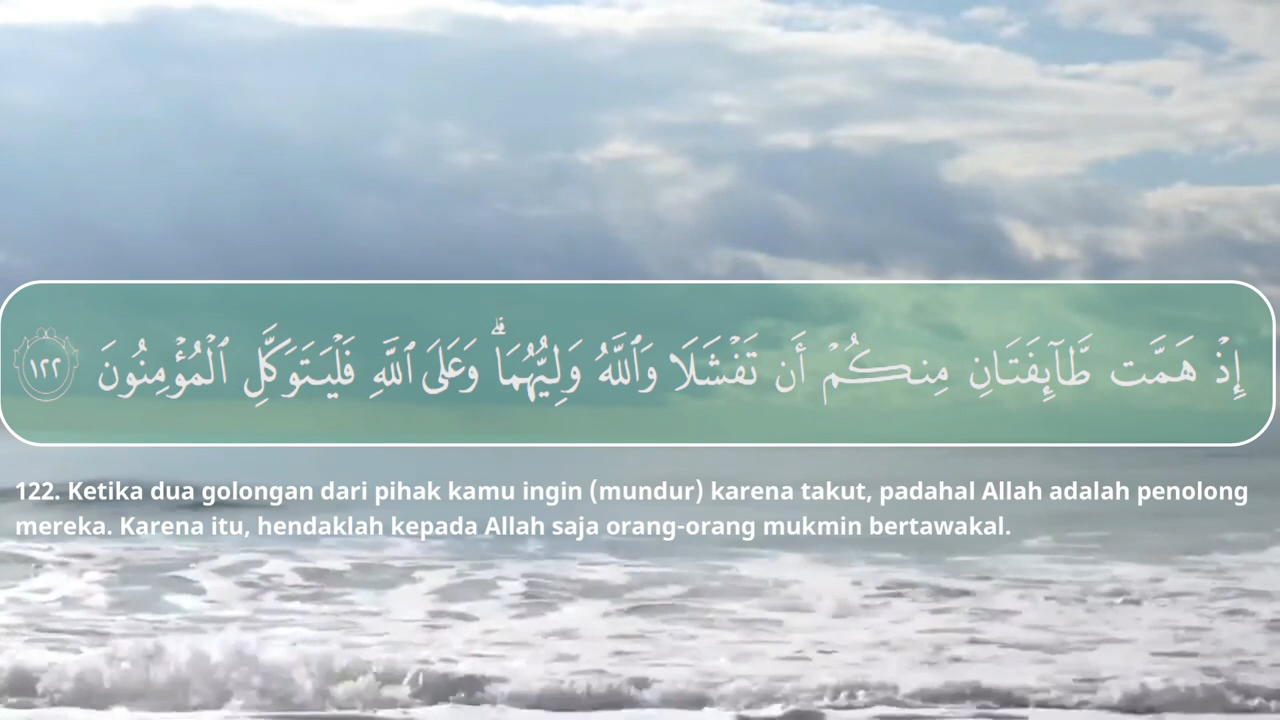 إِذۡ هَمَّت طَّآئِفَتَانِ مِنكُمۡ أَن تَفۡشَلَا وَٱللَّهُ وَلِيُّهُمَاۗ وَعَلَى ٱللَّهِ فَلۡيَتَوَكَّلِ ٱلۡمُؤۡمِنُونَ ١٢٢
122. Ketika dua golongan dari pihak kamu ingin (mundur) karena takut, padahal Allah adalah penolong
mereka. Karena itu, hendaklah kepada Allah saja orang-orang mukmin bertawakal.